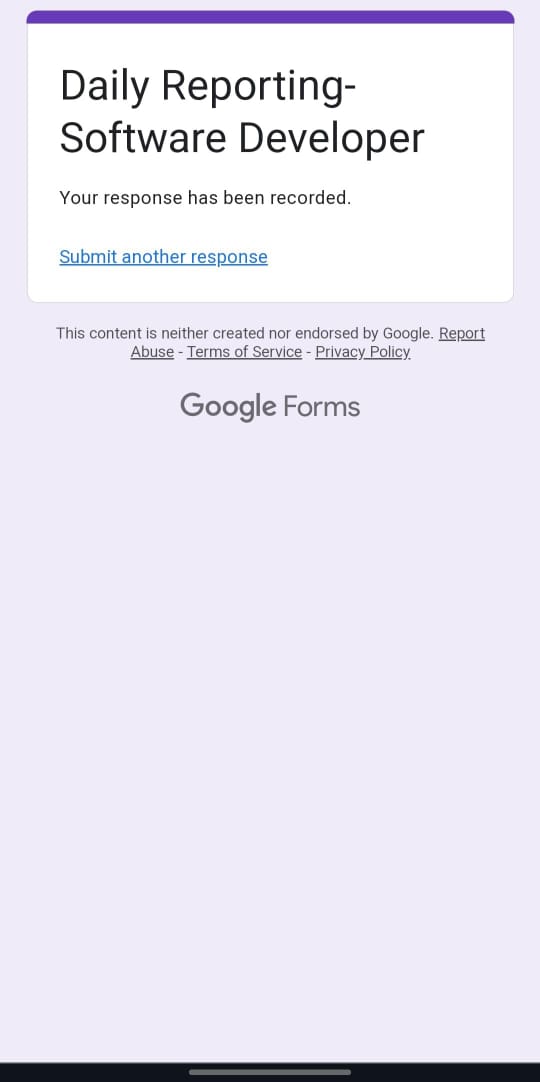 Daily Reporting-
Software Developer
Your response has been recorded.
Submit another response
This content is neither created nor endorsed by Google. Report
Abuse - Terms of Service - Privacy Policy
Google Forms